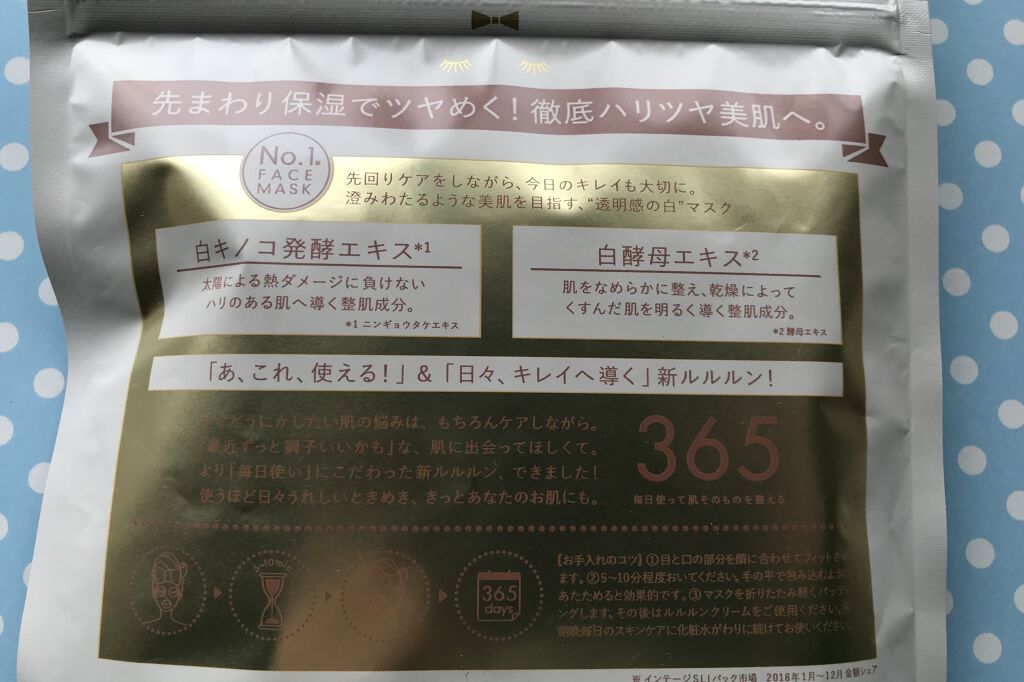 先まわり保湿でツヤめく！徹底ハリツヤ美肌へ。
No.1※
FACE
MASK
先回りケアをしながら、今日のキレイも大切に。
澄みわたるような美肌を目指す、“透明感の白”マスク
白キノコ発酵エキス*1
太陽による熱ダメージに負けない
ハリのある肌へ導く整肌成分。
*1 ニンギョウタケエキス
白酵母エキス*2
肌をなめらかに整え、乾燥によって
くすんだ肌を明るく導く整肌成分。
*2 酵母エキス
「あ、これ、使える！」＆「日々、キレイへ導く」新ルルルン！
どうにかしたい肌の悩みは、もちろんケアしながら。
「最近ずっと調子いいかも」な、肌に出会ってほしくて。
より「毎日使い」にこだわった新ルルルン、できました！
使うほど日々うれしいときめき、きっとあなたのお肌にも。
365
毎日使って肌そのものを整える
5~10min
365
days
【お手入れのコツ】①目と口の部分を顔に合わせてフィットさせ
ます。②5〜10分程度おいてください。手の平で包み込むように
あたためると効果的です。③マスクを折りたたみ軽くパッティ
ングします。その後はルルルンクリームをご使用ください。④
朝晩毎日のスキンケアに化粧水がわりに続けてお使いください
※インテージSLIパック市場 2018年1月〜12月金額シェア